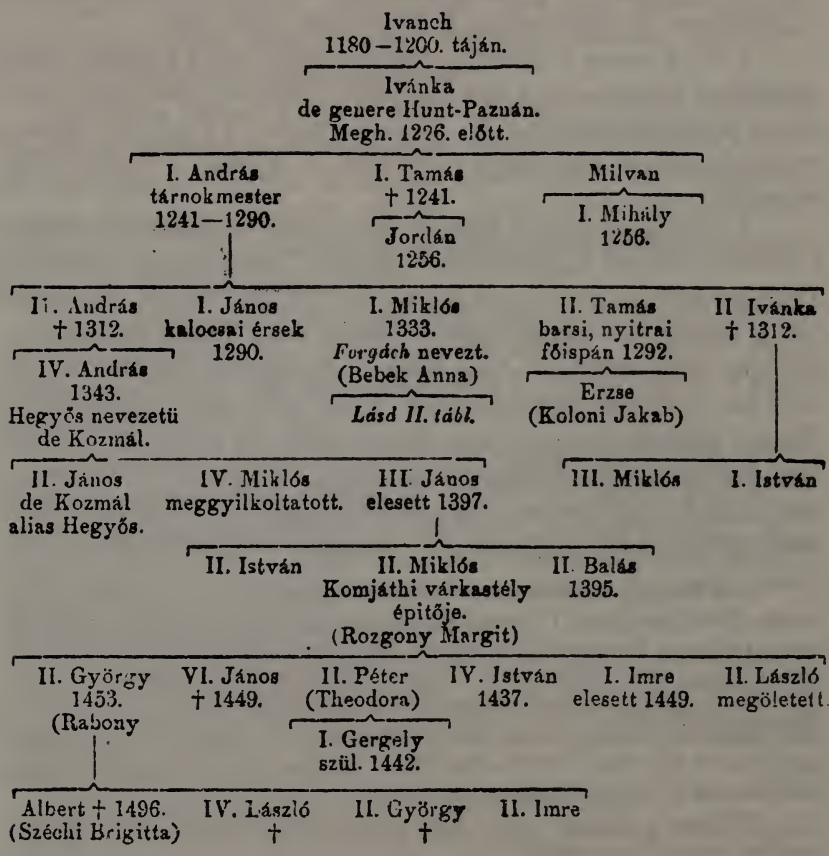 Ivanch
1180–1200. táján.
Ivánka
de genere Hunt-Pazuán.
Megh. 1226. előtt.
I. András I. Tamás Milvan
tárnokmester † 1241. I. Mihály
1241—1290. Jordán 1256.
1256.
II. András I. János I. Miklós II. Tamás II Ivánka
† 1312. kalocsai érsek 1333. barsi, nyitrai † 1312.
IV. András 1290. Forgách nevezt. főispán 1292.
1343. (Bebek Anna) Erzse
Hegyős nevezetü Lásd II. tábl. (Koloni Jakab)
de Kozmál.
II. János IV. Miklós III. János III. Miklós I. István
de Kozmál meggyilkoltatott. elesett 1397.
alias Hegyős.
II. István II. Miklós II. Balás
Komjáthi várkastély 1395.
épitője.
(Rozgony Margit)
II. György VI. János II. Péter IV. István I. Imre II. László
1453. † 1449. (Theodora) 1437. elesett 1449. megöletett.
(Rabony I. Gergely
szül. 1442.
Albert † 1496. IV. László II. György II. Imre
(Széchi Brigitta) † †